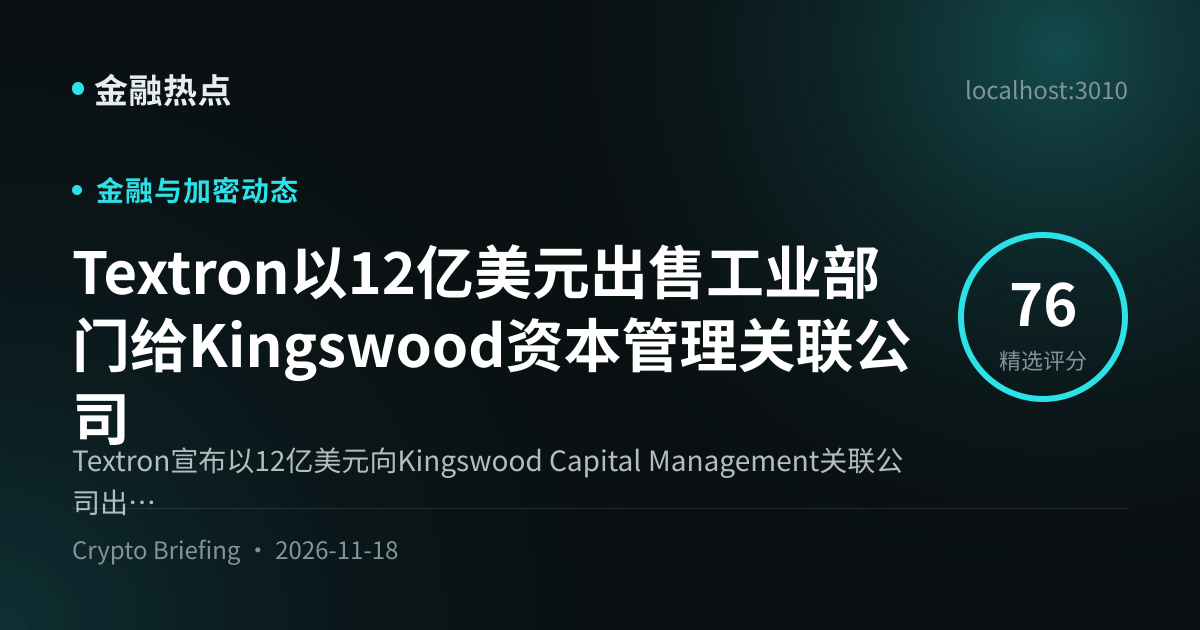 金融热点
localhost:3010
金融与加密动态
Textron以12亿美元出售工业部
门给Kingswood资本管理关联公
司
76
精选评分
Textron宣布以12亿美元向Kingswood Capital Management关联公
司出…
Crypto Briefing · 2026-11-18